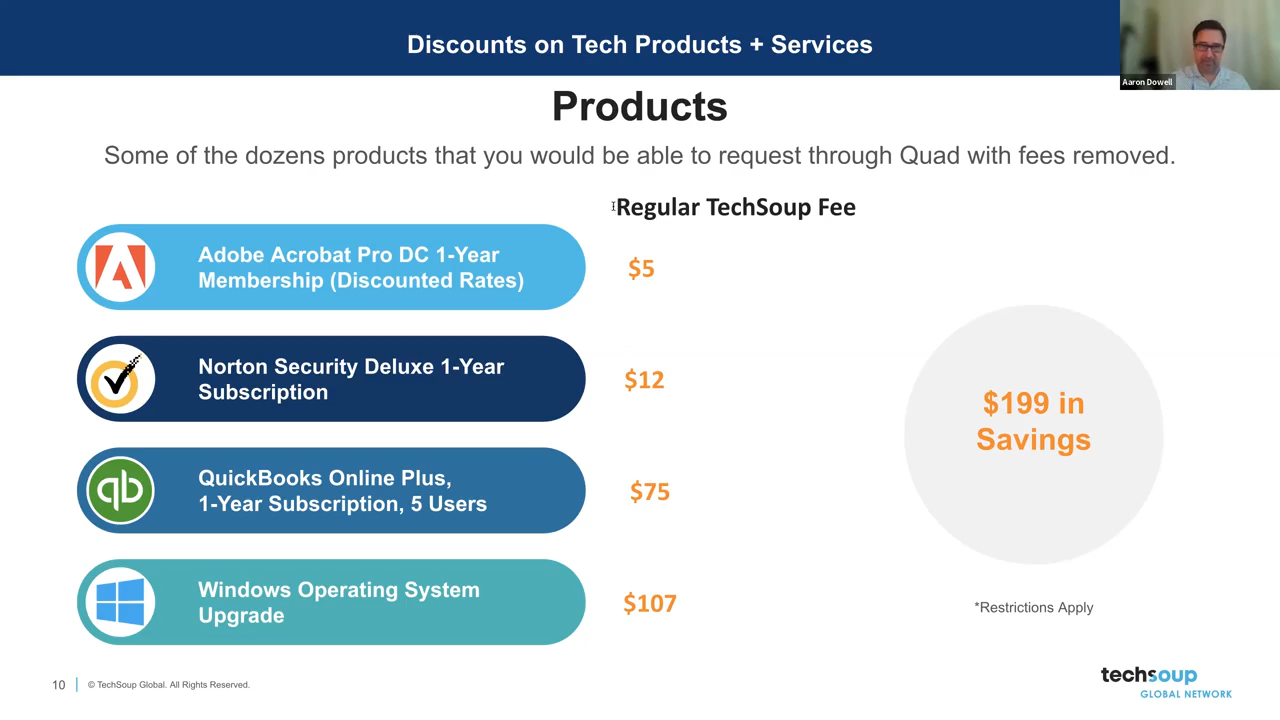 Discounts on Tech Products + Services
Aaron Dowell
Products
Some of the dozens products that you would be able to request through Quad with fees removed.
Regular TechSoup Fee
Adobe Acrobat Pro DC 1-Year
Membership (Discounted Rates)
$5
Norton Security Deluxe 1-Year
Subscription
$12
qb
QuickBooks Online Plus,
1-Year Subscription, 5 Users
$75
Windows Operating System
Upgrade
$107
$199 in
Savings
*Restrictions Apply
10
© TechSoup Global. All Rights Reserved.
techsoup
GLOBAL NETWORK